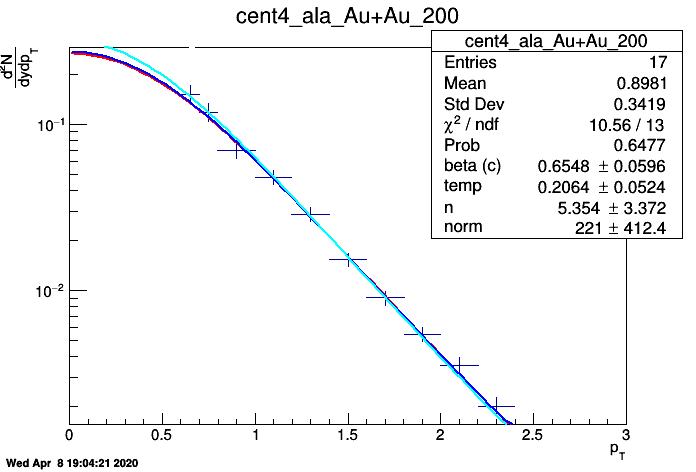 cent4_ala_Au+Au_200
d²N
dydp_T
cent4_ala_Au+Au_200
Entries 17
Mean 0.8981
Std Dev 0.3419
χ² / ndf 10.56 / 13
Prob 0.6477
beta (c) 0.6548 ± 0.0596
temp 0.2064 ± 0.0524
n 5.354 ± 3.372
norm 221 ± 412.4
10⁻¹
10⁻²
0 0.5 1 1.5 2 2.5 3
p_T
Wed Apr 8 19:04:21 2020